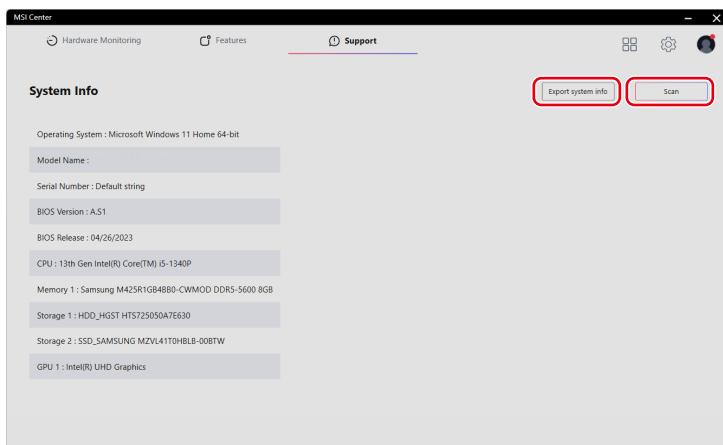 MSI Center
Hardware Monitoring
Features
Support
System Info
Export system info
Scan
Operating System : Microsoft Windows 11 Home 64-bit
Model Name :
Serial Number : Default string
BIOS Version : A.S1
BIOS Release : 04/26/2023
CPU : 13th Gen Intel(R) Core(TM) i5-1340P
Memory 1 : Samsung M425R1GB4BB0-CWMOD DDR5-5600 8GB
Storage 1 : HDD_HGST HTS725050A7E630
Storage 2 : SSD_SAMSUNG MZVL41T0HBLB-00BTW
GPU 1 : Intel(R) UHD Graphics